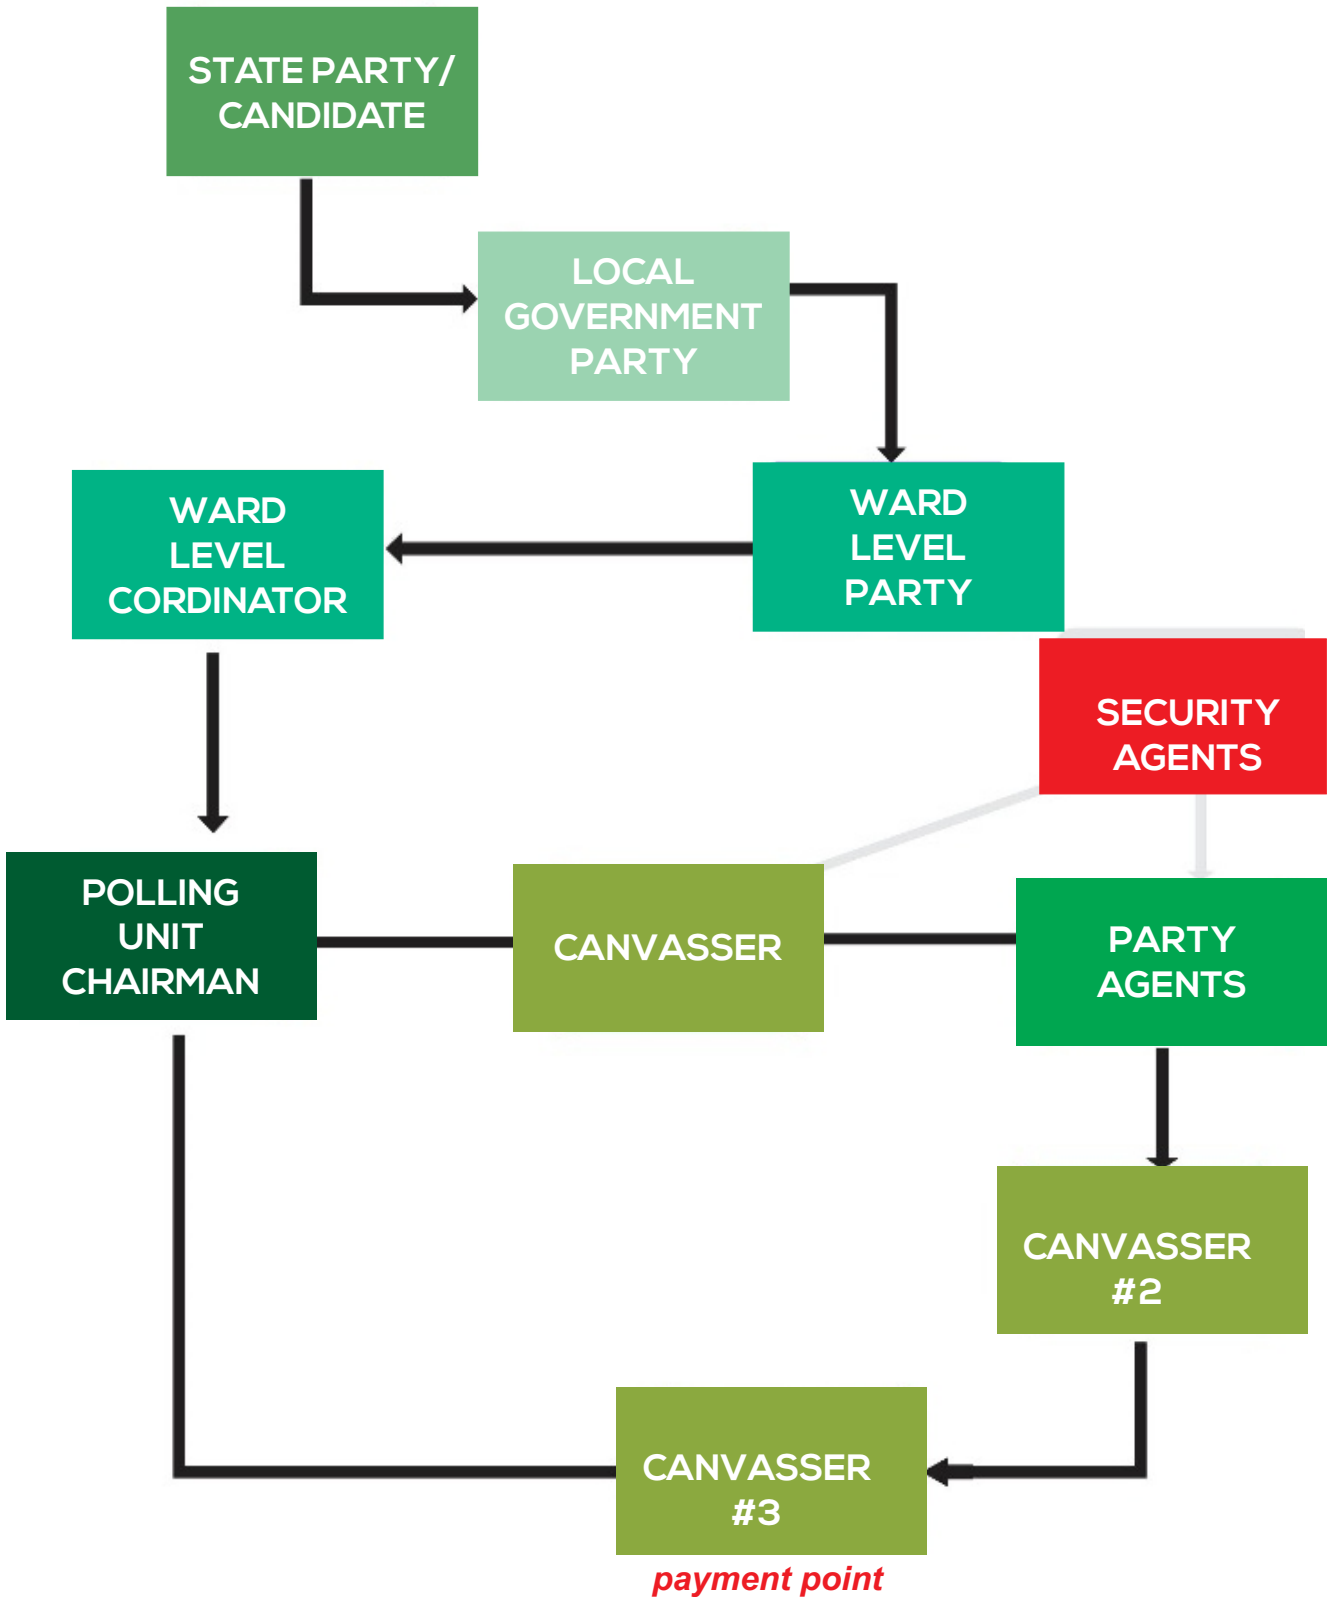 STATE PARTY/
CANDIDATE
LOCAL
GOVERNMENT
PARTY
WARD
LEVEL
CORDINATOR
WARD
LEVEL
PARTY
SECURITY
AGENTS
POLLING
UNIT
CHAIRMAN
CANVASSER
PARTY
AGENTS
CANVASSER
#2
CANVASSER
#3
payment point